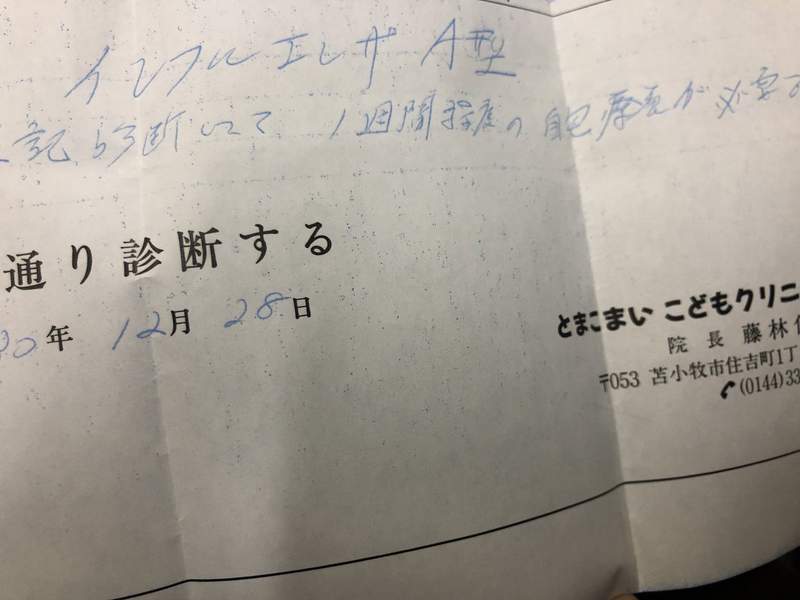 インフルエンザ A型
上記診断にて 1週間程度の自宅療養が必要
通り診断する
30年 12月 28日
とまこまい こどもクリニ
院長 藤林
〒053 苫小牧市住吉町1丁
(0144)33